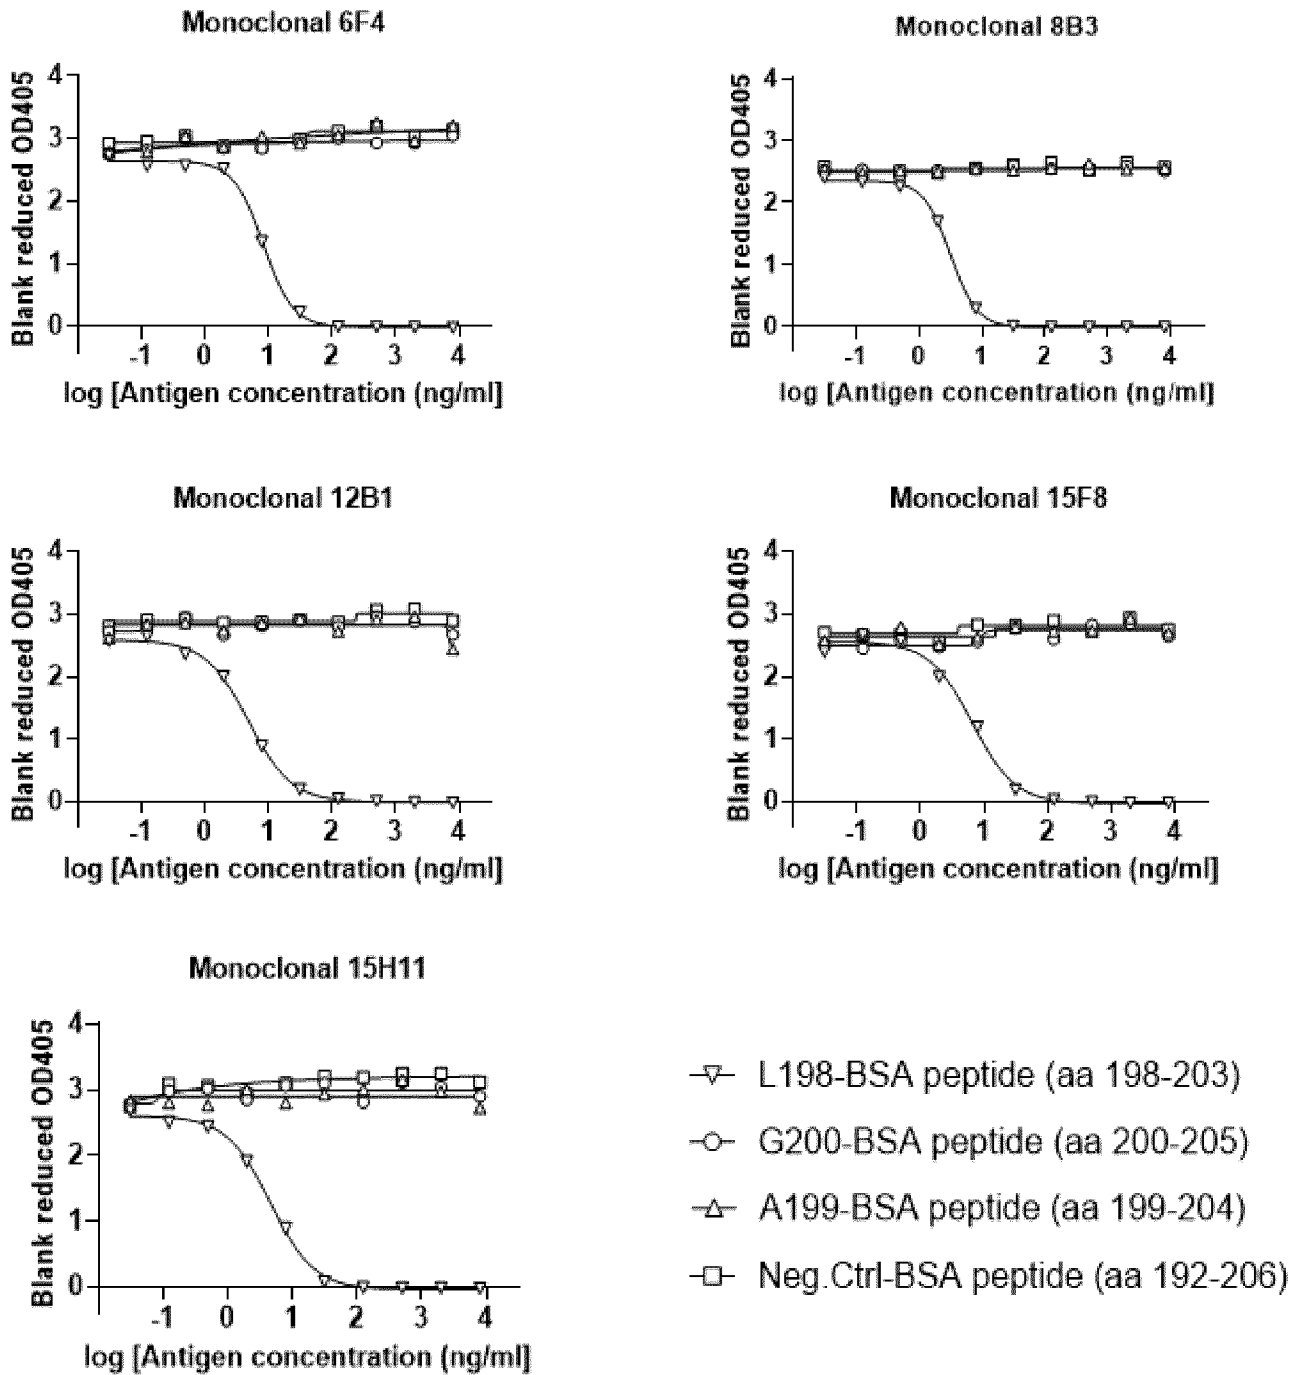 Monoclonal 6F4
Blank reduced OD405
4
3
2
1
0
-1 0 1 2 3 4
log [Antigen concentration (ng/ml]
Monoclonal 8B3
Blank reduced OD405
4
3
2
1
0
-1 0 1 2 3 4
log [Antigen concentration (ng/ml]
Monoclonal 12B1
Blank reduced OD405
4
3
2
1
0
-1 0 1 2 3 4
log [Antigen concentration (ng/ml]
Monoclonal 15F8
Blank reduced OD405
4
3
2
1
0
-1 0 1 2 3 4
log [Antigen concentration (ng/ml]
Monoclonal 15H11
Blank reduced OD405
4
3
2
1
0
-1 0 1 2 3 4
log [Antigen concentration (ng/ml]
L198-BSA peptide (aa 198-203)
G200-BSA peptide (aa 200-205)
A199-BSA peptide (aa 199-204)
Neg.Ctrl-BSA peptide (aa 192-206)